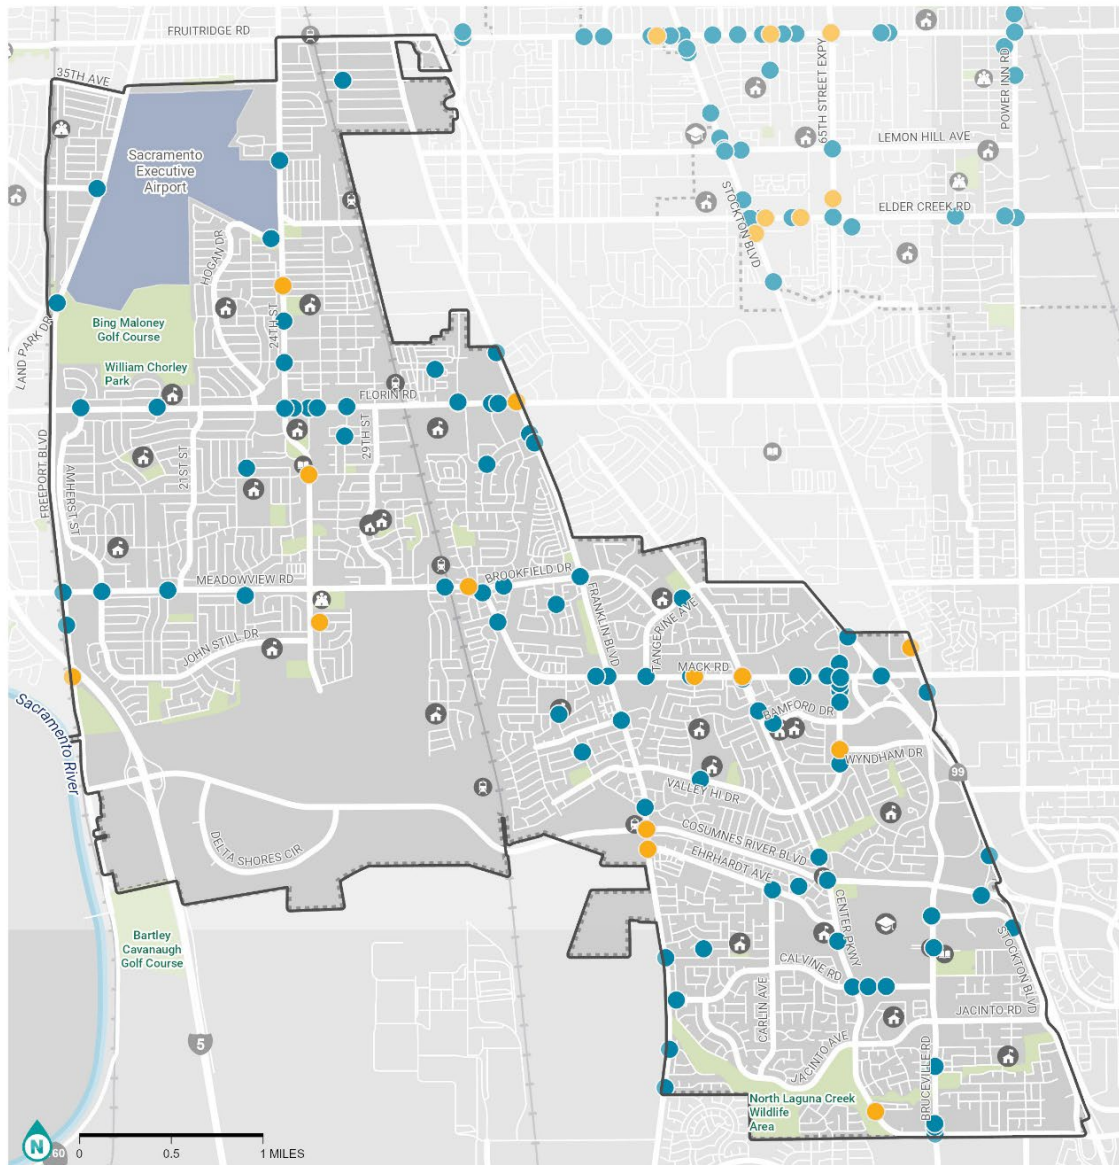 FRUITRIDGE RD
35TH AVE
POWER INN RD
65TH STREET EXPY
LEMON HILL AVE
Sacramento
Executive
Airport
STOCKTON BLVD
ELDER CREEK RD
HOGAN DR
24TH ST
LAND PARK DR
Bing Maloney
Golf Course
William Chorley
Park
FLORIN RD
29TH ST
21ST ST
FREEPORT BLVD
AMHERST ST
MEADOWVIEW RD
BROOKFIELD DR
FRANKLIN BLVD
TANGERINE AVE
JOHN STILL DR
MACK RD
BAMFORD DR
WYNDHAM DR
Sacramento River
99
VALLEY HI DR
COSUMNES RIVER BLVD
EHRHARDT AVE
DELTA SHORES CIR
CENTER PKWY
Bartley
Cavanaugh
Golf Course
STOCKTON BLVD
CALVINE RD
CARLIN AVE
JACINTO RD
5
JACINTO AVE
BRUCEVILLE RD
North Laguna Creek
Wildlife
Area
N
60
0 0.5 1 MILES